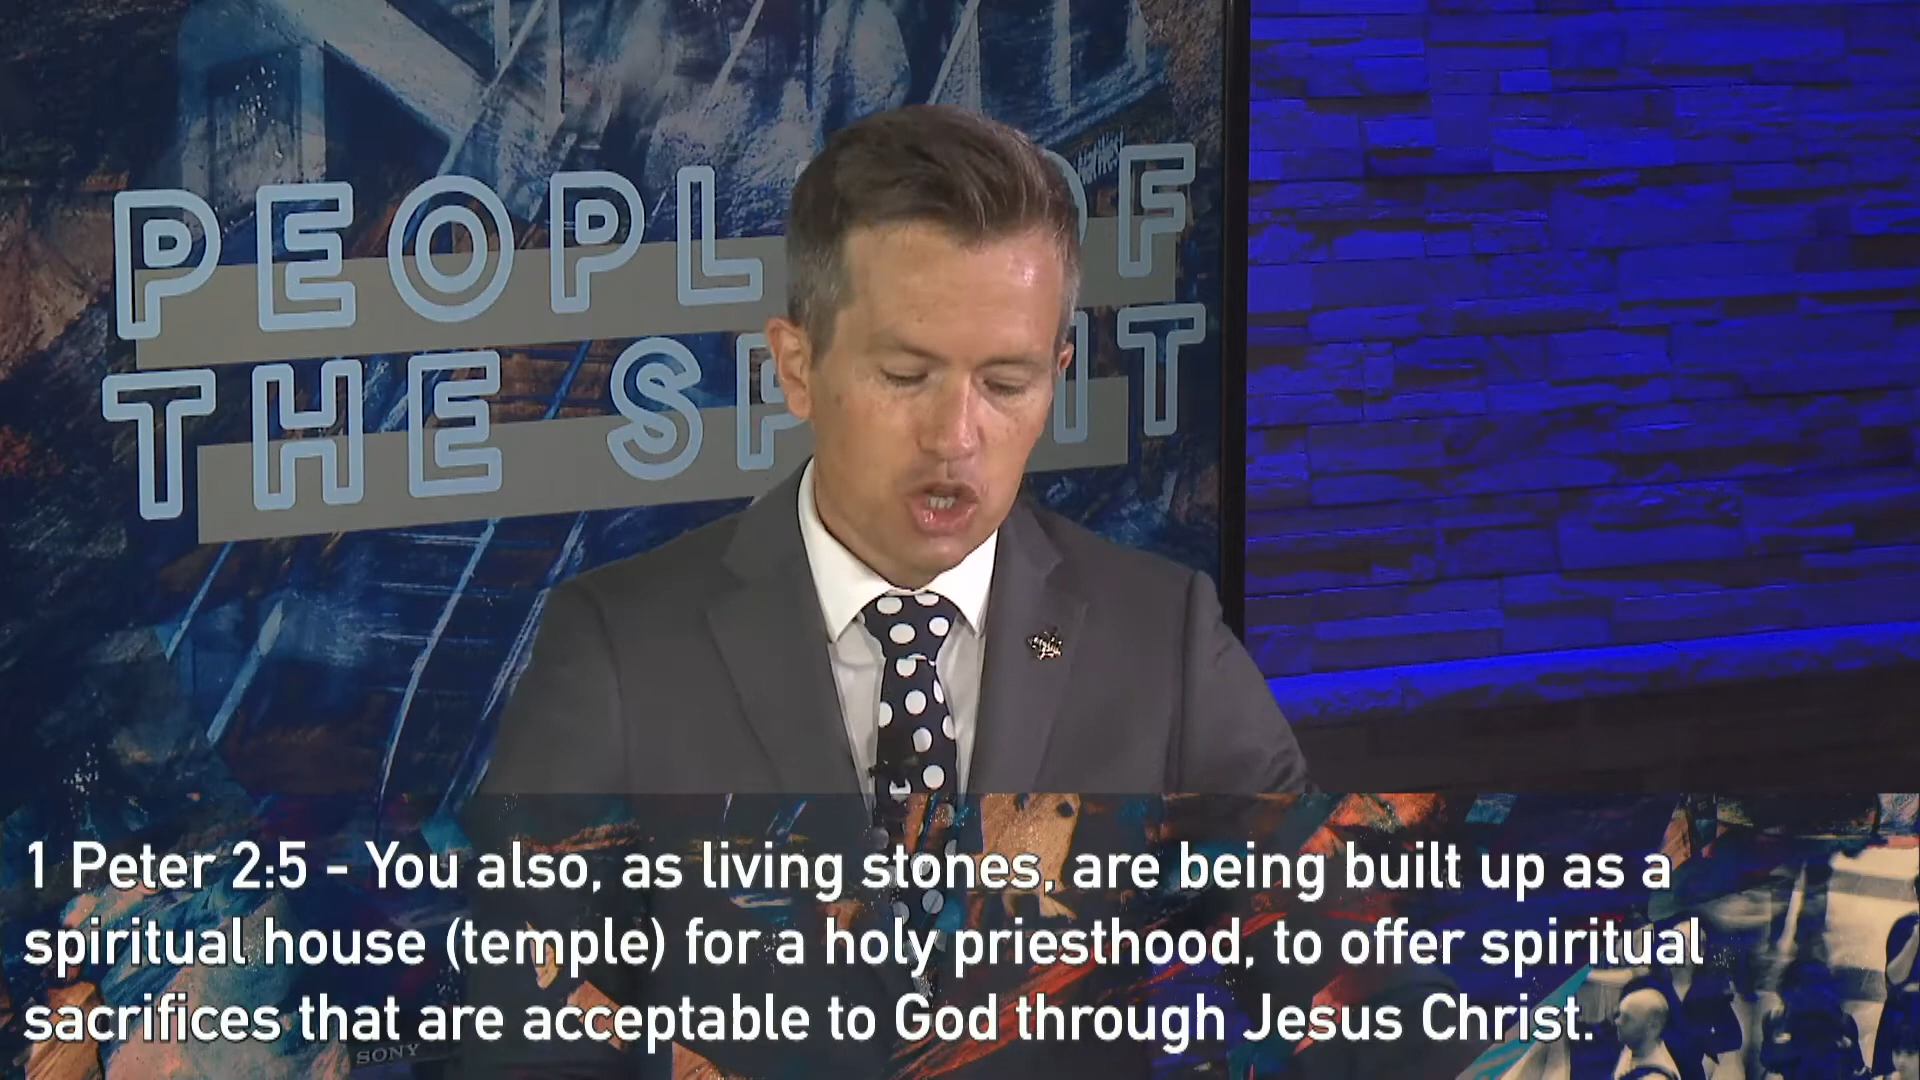 PEOPL OF
THE SP IT
1 Peter 2:5 - You also, as living stones, are being built up as a
spiritual house (temple) for a holy priesthood, to offer spiritual
sacrifices that are acceptable to God through Jesus Christ.
SONY